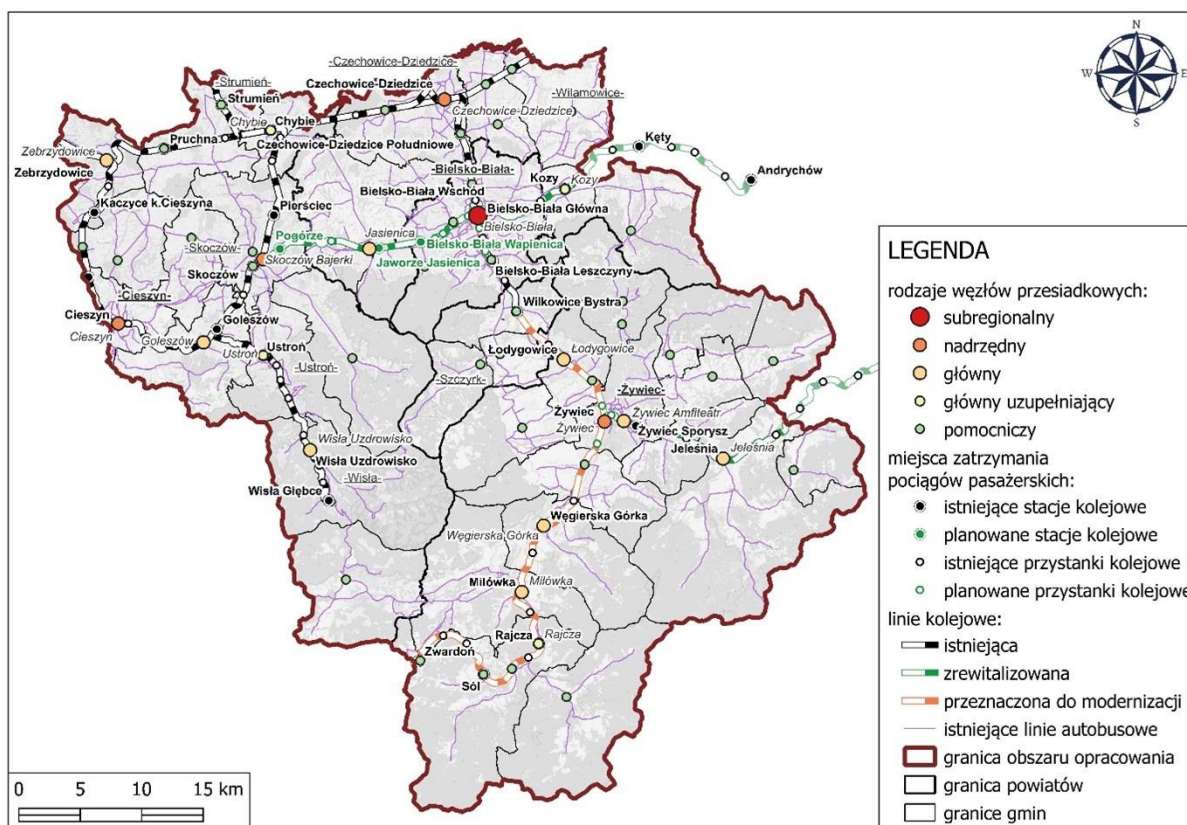 N
W
E
S
-Czechowice-Dziedzice-
Czechowice-Dziedzice
-Strumień-
Strumień
-Wilamowice-
Czechowice-Dziedzice
Chybie
Chybie
Kęty
Pruchna
Czechowice-Dziedzice Południowe
Zebrzydowice
Zebrzydowice
-Bielsko-Biała-
Kozy
Kozy
Andrychów
Bielsko-Biała Wschód
Kaczyce k.Cieszyna
Pierściec
Bielsko-Biała Główna
Bielsko-Biała
Pogórze
Jasienica
Bielsko-Biała Wapienica
-Skoczów-
Skoczów Bajerki
Jaworze Jasienica
Skoczów
Bielsko-Biała Leszczyny
-Cieszyn-
Wilkowice Bystra
Cieszyn
Cieszyn
Goleszów
Goleszów
Ustroń
Ustroń
Łodygowice
Łodygowice
-Ustroń-
-Szczyrk-
-Żywiec-
Żywiec
Żywiec Amfiteatr
Żywiec
Żywiec Sporysz
Wisła Uzdrowisko
Jeleśnia
Jeleśnia
Wisła Uzdrowisko
-Wisła-
Wisła Głębce
Węgierska Górka
Węgierska Górka
Milówka
Milówka
Rajcza
Rajcza
Zwardoń
Sól
0 5 10 15 km
LEGENDA
rodzaje węzłów przesiadkowych:
subregionalny
nadrzędny
główny
główny uzupełniający
pomocniczy
miejsca zatrzymania
pociągów pasażerskich:
istniejące stacje kolejowe
planowane stacje kolejowe
istniejące przystanki kolejowe
planowane przystanki kolejowe
linie kolejowe:
istniejąca
zrewitalizowana
przeznaczona do modernizacji
istniejące linie autobusowe
granica obszaru opracowania
granica powiatów
granice gmin